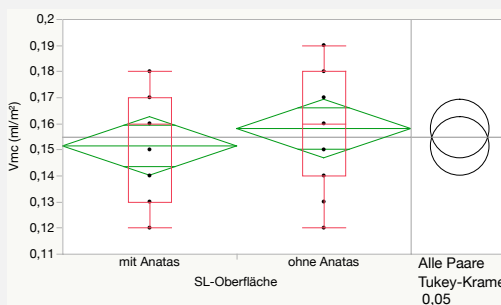 0,2
0,19
0,18
0,17
0,16
0,15
0,14
0,13
0,12
0,11
Vmc (ml/m²)
mit Anatas
ohne Anatas
SL-Oberfläche
Alle Paare
Tukey-Krame
0,05